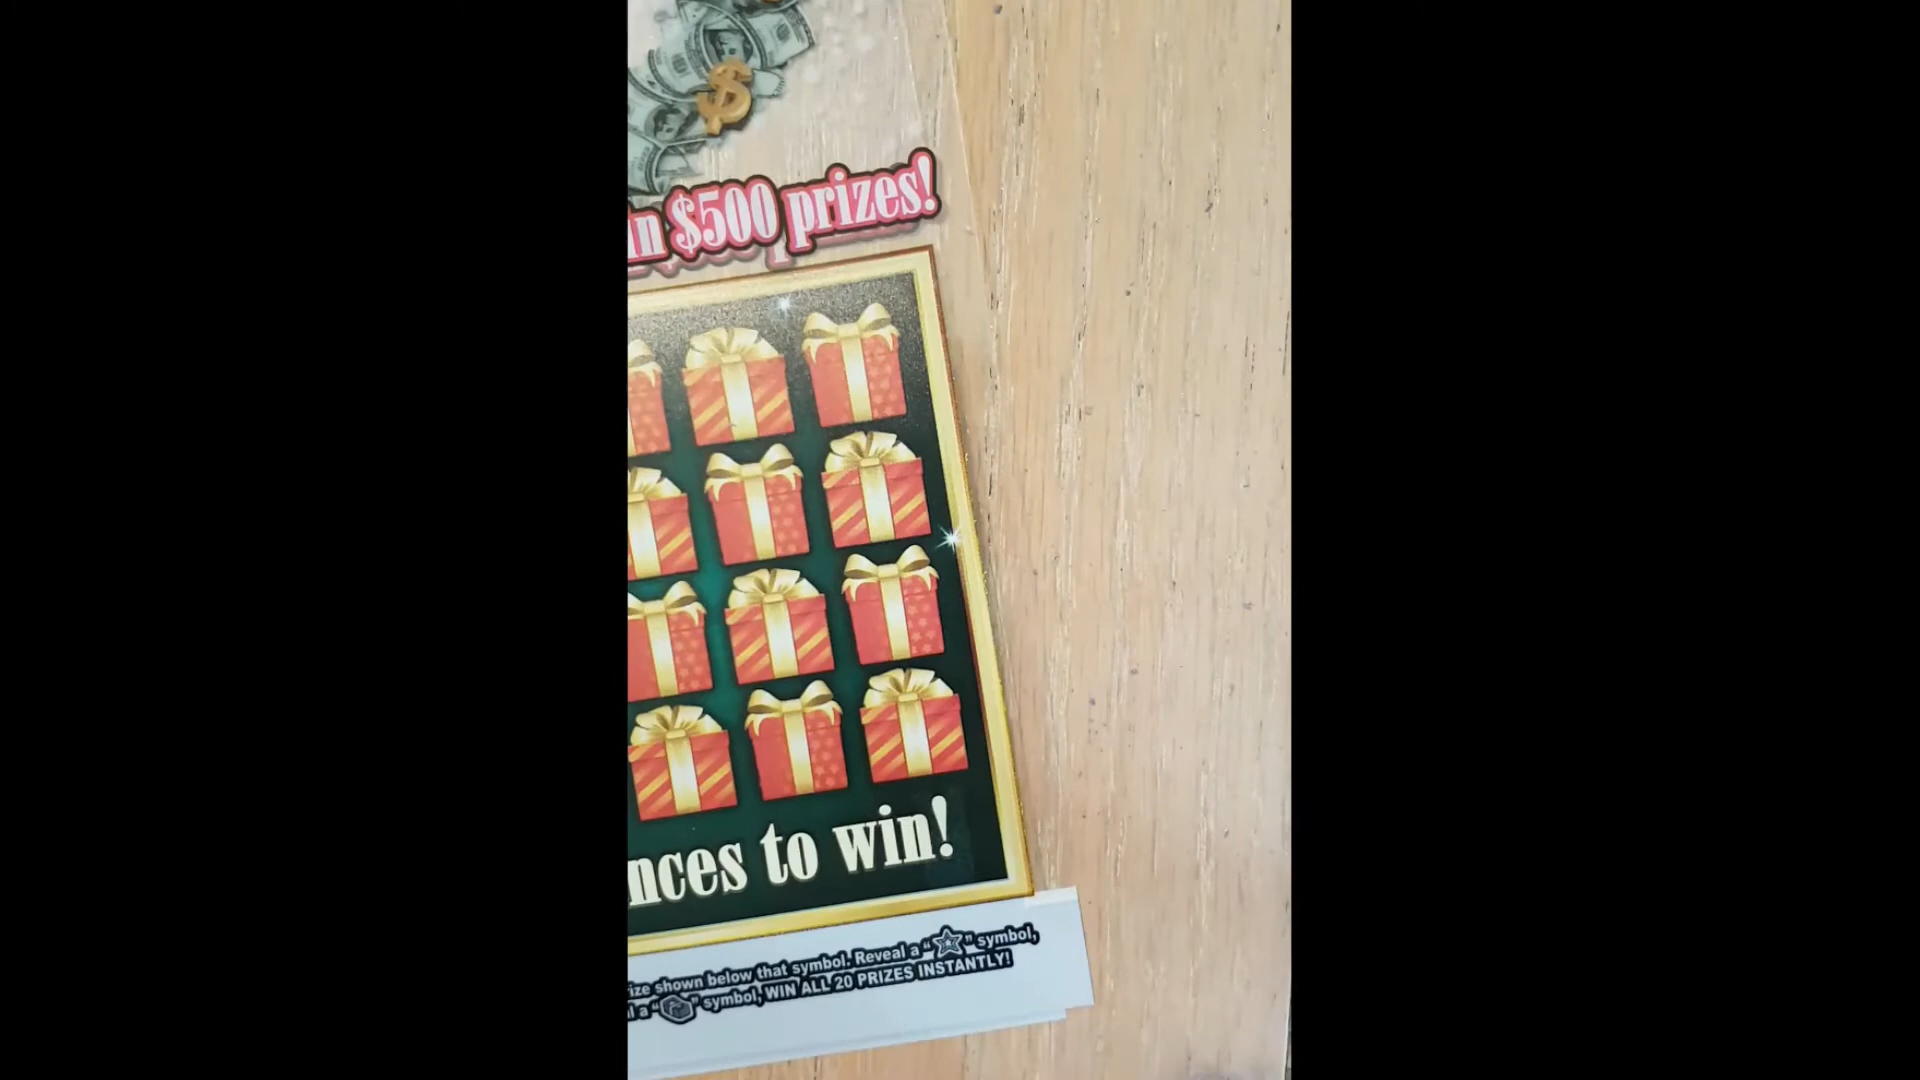 in $500 prizes!
nces to win!
ize shown below that symbol. Reveal a “ ” symbol,
l a “ ” symbol, WIN ALL 20 PRIZES INSTANTLY!